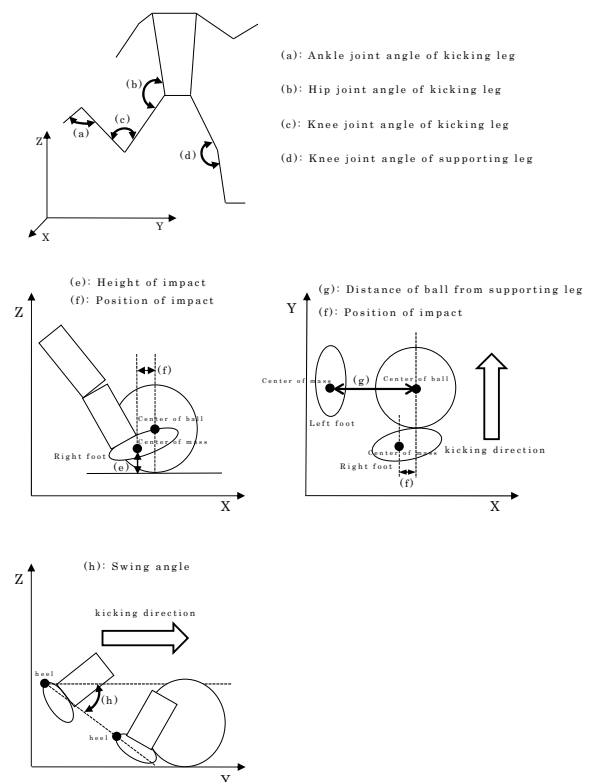 (a): Ankle joint angle of kicking leg
(b): Hip joint angle of kicking leg
(c): Knee joint angle of kicking leg
(d): Knee joint angle of supporting leg
(b)
(c)
(a)
(d)
Z
Y
X
(e): Height of impact
(f): Position of impact
Z
(f)
Center of ball
Center of mass
Right foot
(e)
X
(g): Distance of ball from supporting leg
(f): Position of impact
Y
Center of mass
(g)
Center of ball
Left foot
Center of mass
kicking direction
Right foot
(f)
X
(h): Swing angle
Z
kicking direction
heel
(h)
heel
Y